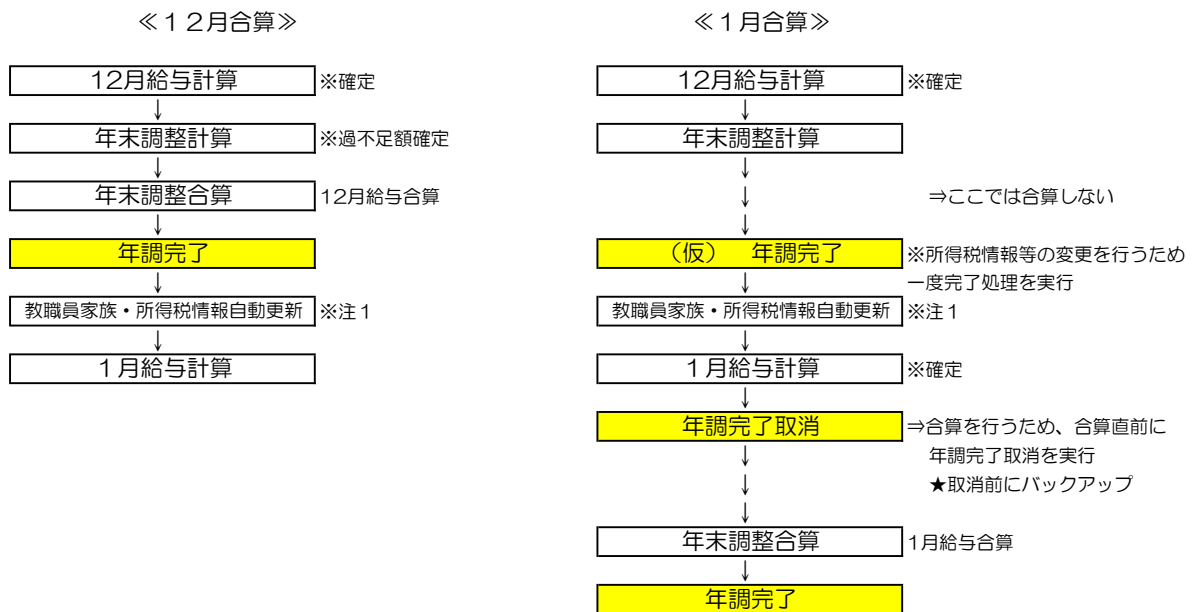 ≪１２月合算≫
12月給与計算 ※確定
↓
年末調整計算 ※過不足額確定
↓
年末調整合算 12月給与合算
↓
年調完了
↓
教職員家族・所得税情報自動更新 ※注１
↓
１月給与計算
≪１月合算≫
12月給与計算 ※確定
↓
年末調整計算
↓
↓ ⇒ここでは合算しない
↓
（仮）　年調完了 ※所得税情報等の変更を行うため
一度完了処理を実行
↓
教職員家族・所得税情報自動更新 ※注１
↓
１月給与計算 ※確定
↓
年調完了取消 ⇒合算を行うため、合算直前に
↓ 年調完了取消を実行
↓ ★取消前にバックアップ
↓
年末調整合算 1月給与合算
↓
年調完了